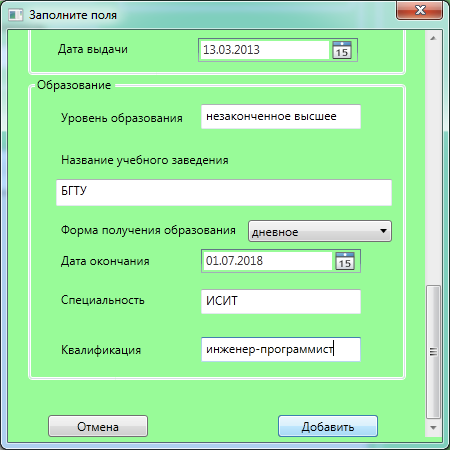 Заполните поля
Дата выдачи 13.03.2013 15
Образование
Уровень образования незаконченное высшее
Название учебного заведения
БГТУ
Форма получения образования дневное
Дата окончания 01.07.2018 15
Специальность ИСИТ
Квалификация инженер-программист
Отмена Добавить